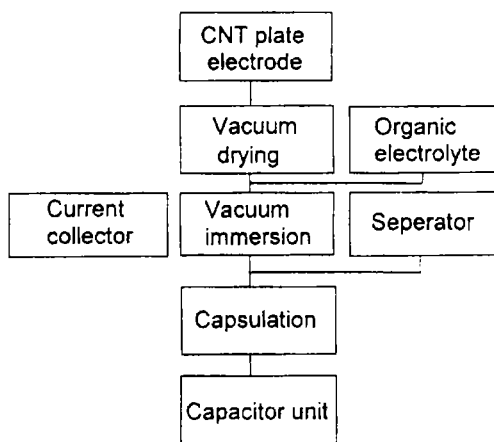 CNT plate
electrode
Vacuum
drying
Organic
electrolyte
Current
collector
Vacuum
immersion
Seperator
Capsulation
Capacitor unit